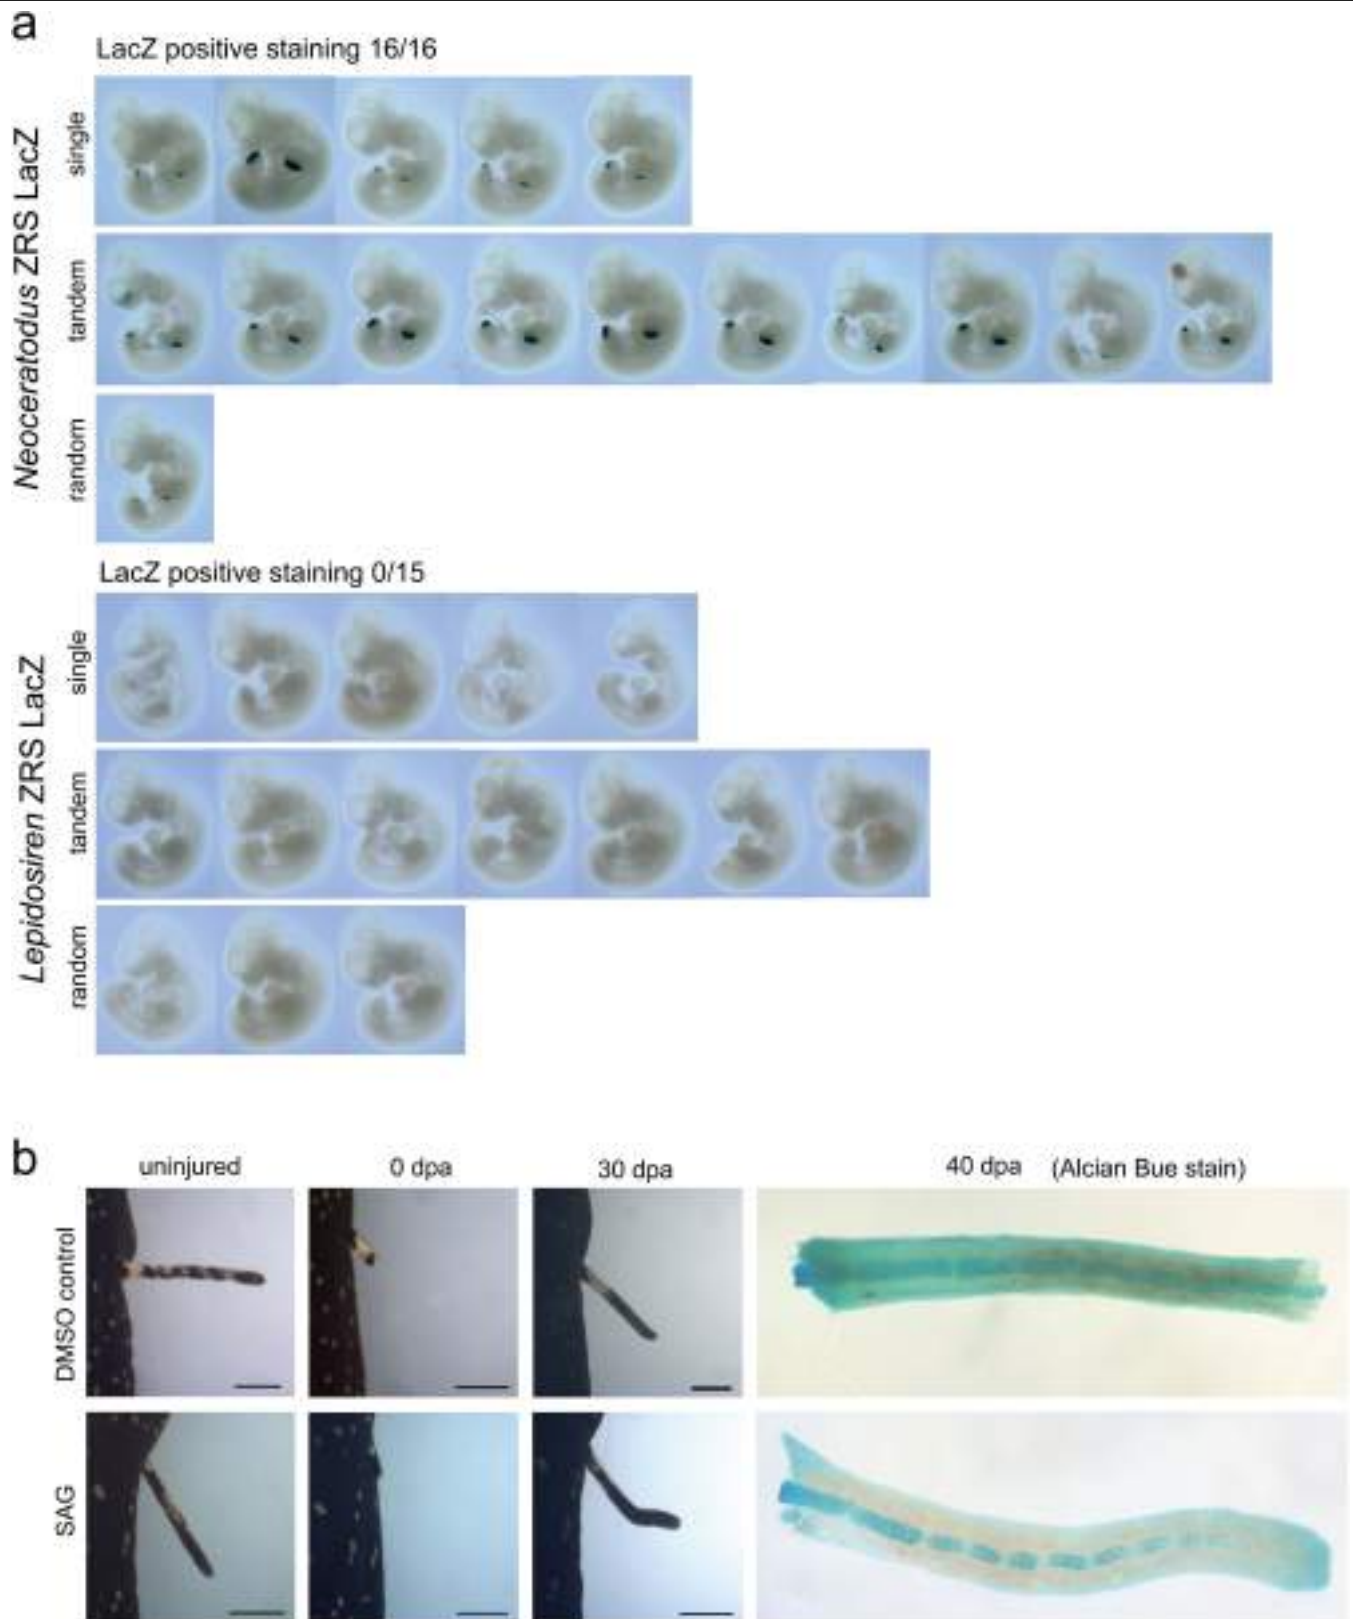 a
LacZ positive staining 16/16
Neoceratodus ZRS LacZ
single
tandem
random
LacZ positive staining 0/15
Lepidosiren ZRS LacZ
single
tandem
random
b
uninjured
0 dpa
30 dpa
40 dpa (Alcian Bue stain)
DMSO control
SAG